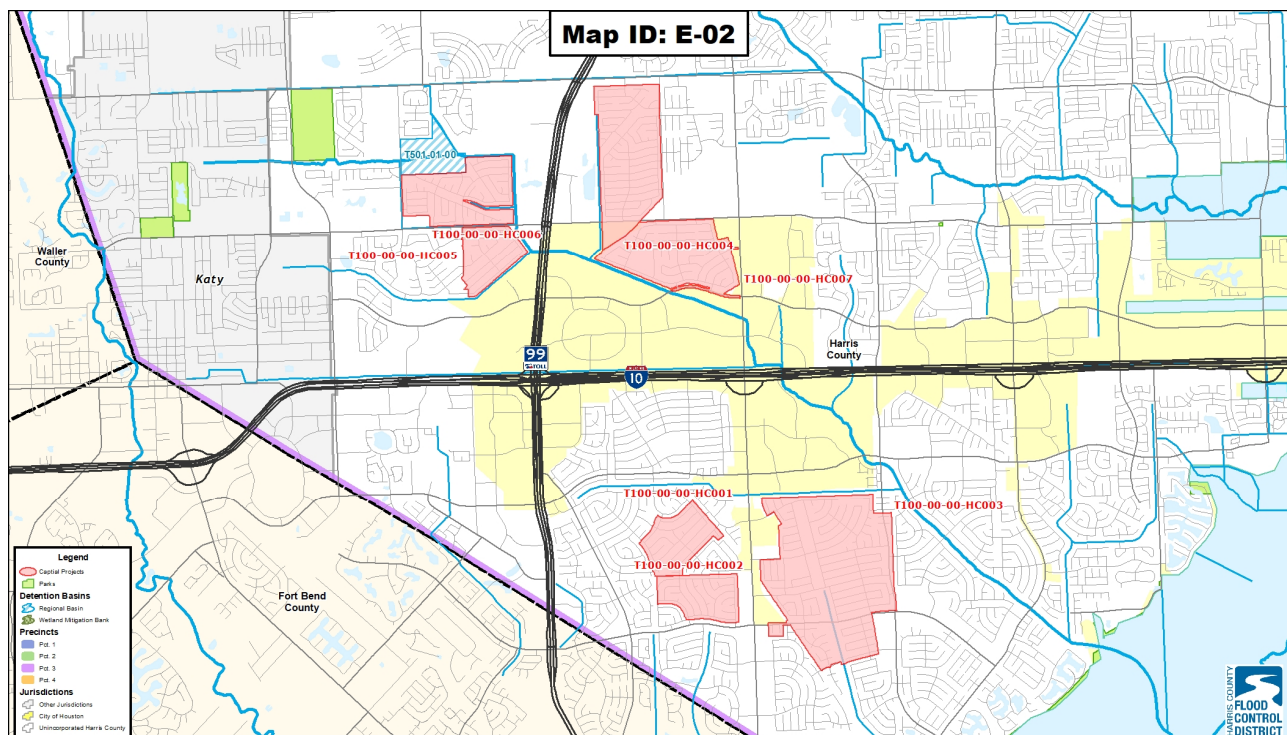 Map ID: E-02
T501-01-00
T100-00-00-HC006
T100-00-00-HC004
T100-00-00-HC005
Waller
County
Katy
T100-00-00-HC007
Harris
County
99
TOLL
10
T100-00-00-HC001
T100-00-00-HC003
T100-00-00-HC002
Fort Bend
County
Legend
Captial Projects
Parks
Detention Basins
Regional Basin
Wetland Mitigation Bank
Precincts
Pct. 1
Pct. 2
Pct. 3
Pct. 4
Jurisdictions
Other Jurisdictions
City of Houston
Unincorporated Harris County
HARRIS COUNTY
FLOOD
CONTROL
DISTRICT